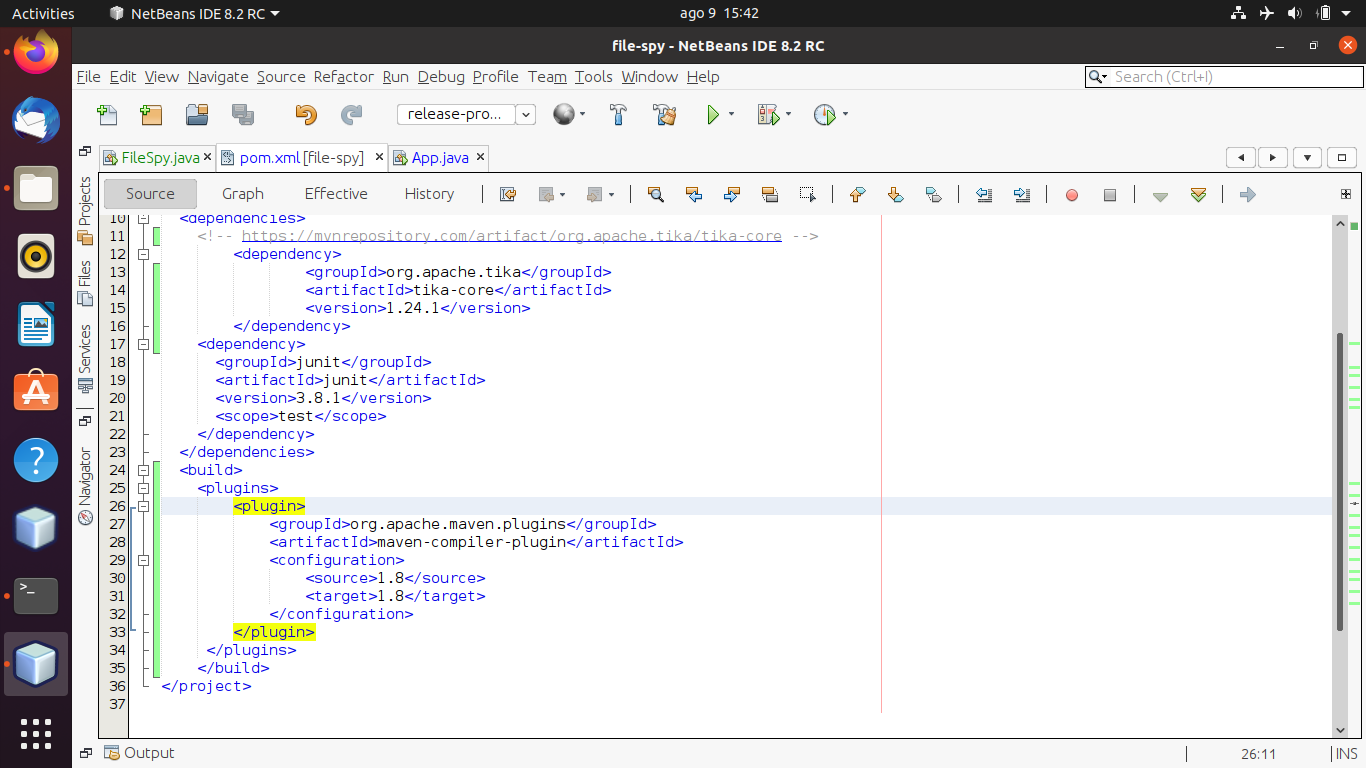 Activities
NetBeans IDE 8.2 RC
ago 9 15:42
file-spy - NetBeans IDE 8.2 RC
File Edit View Navigate Source Refactor Run Debug Profile Team Tools Window Help
Search (Ctrl+I)
release-pro...
FileSpy.java
pom.xml [file-spy]
App.java
Source Graph Effective History
Projects
Files
Services
Navigator
10 <dependencies>
11 <!-- https://mvnrepository.com/artifact/org.apache.tika/tika-core -->
12 <dependency>
13 <groupId>org.apache.tika</groupId>
14 <artifactId>tika-core</artifactId>
15 <version>1.24.1</version>
16 </dependency>
17 <dependency>
18 <groupId>junit</groupId>
19 <artifactId>junit</artifactId>
20 <version>3.8.1</version>
21 <scope>test</scope>
22 </dependency>
23 </dependencies>
24 <build>
25 <plugins>
26 <plugin>
27 <groupId>org.apache.maven.plugins</groupId>
28 <artifactId>maven-compiler-plugin</artifactId>
29 <configuration>
30 <source>1.8</source>
31 <target>1.8</target>
32 </configuration>
33 </plugin>
34 </plugins>
35 </build>
36 </project>
37
Output
26:11
INS